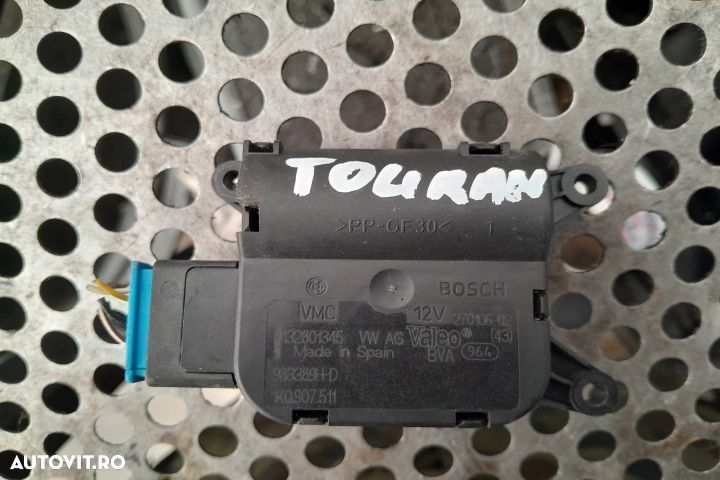 TOURAN
>PP-GF30< 1
BOSCH
VMC 12V 270106-02
0132801345 VW AG Valeo® (43)
Made in Spain BVA 964
983389H-D
1K0.907.511
AUTOVIT.RO